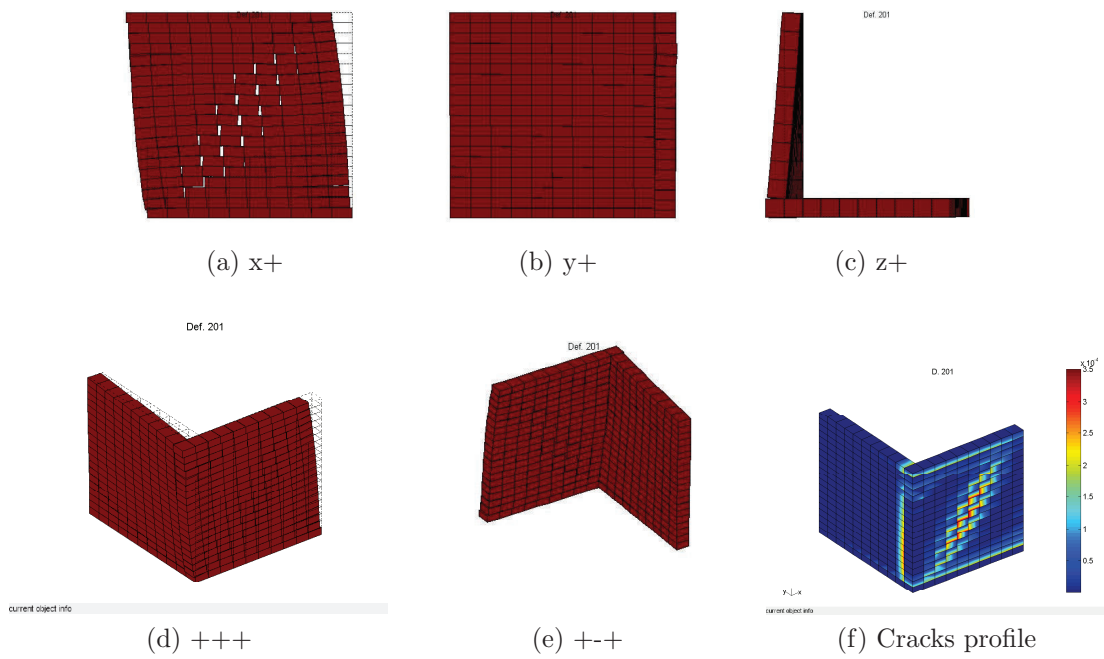 Def. 201
Def. 201
Def. 201
(a) x+
(b) y+
(c) z+
Def. 201
Def. 201
D. 201
x 10^-4
3.5
3
2.5
2
1.5
1
0.5
y x
current object info
current object info
(d) +++
(e) +-+
(f) Cracks profile